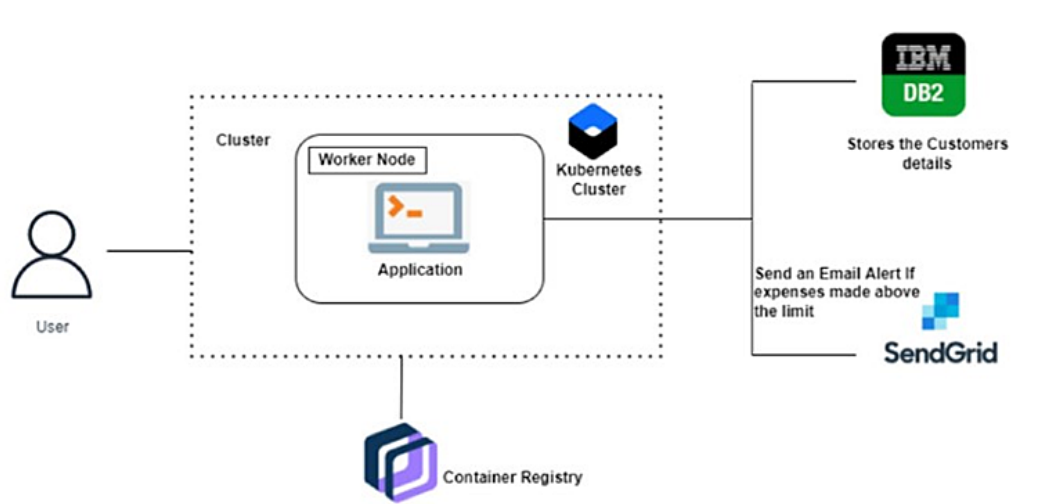 IBM
DB2
Stores the Customers
details
Cluster
Worker Node
Kubernetes
Cluster
Application
User
Send an Email Alert If
expenses made above
the limit
SendGrid
Container Registry